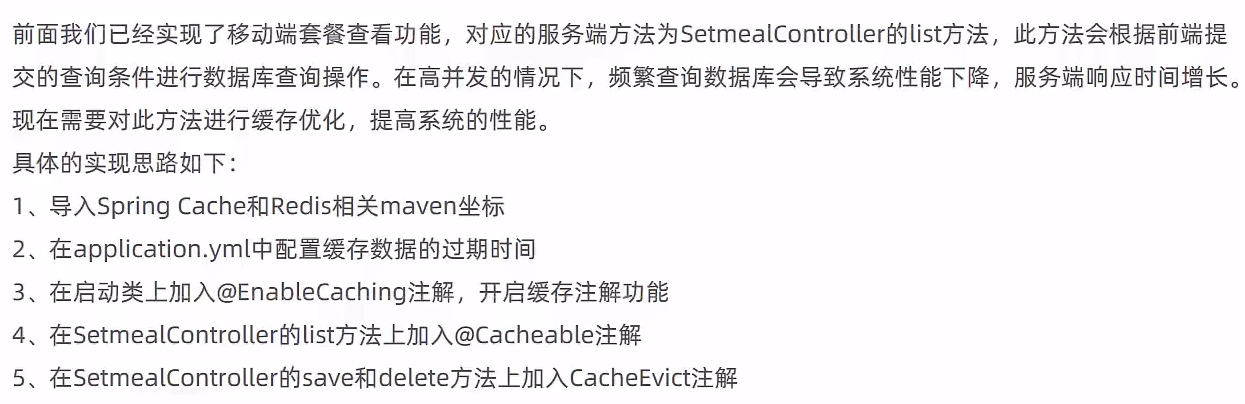 前面我们已经实现了移动端套餐查看功能，对应的服务端方法为SetmealController的list方法，此方法会根据前端提
交的查询条件进行数据库查询操作。在高并发的情况下，频繁查询数据库会导致系统性能下降，服务端响应时间增长。
现在需要对此方法进行缓存优化，提高系统的性能。
具体的实现思路如下：
1、导入Spring Cache和Redis相关maven坐标
2、在application.yml中配置缓存数据的过期时间
3、在启动类上加入@EnableCaching注解，开启缓存注解功能
4、在SetmealController的list方法上加入@Cacheable注解
5、在SetmealController的save和delete方法上加入CacheEvict注解